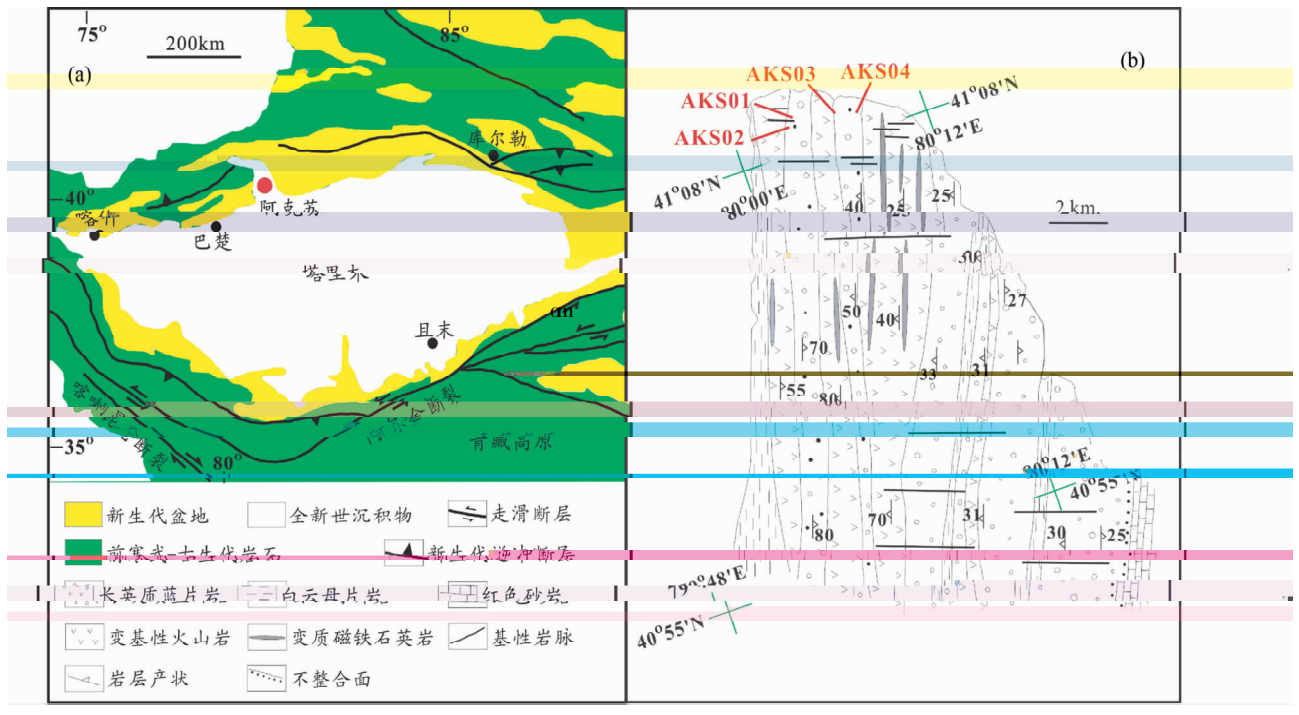 75°
85°
200km
(a)
库尔勒
40°
阿克苏
喀什
巴楚
塔里木
且末
阿尔金断裂
喀喇昆仑断裂
青藏高原
35°
80°
新生代盆地
全新世沉积物
走滑断层
前寒武-古生代岩石
新生代逆冲断层
长英质蓝片岩
白云母片岩
红色砂岩
变基性火山岩
变质磁铁石英岩
基性岩脉
岩层产状
不整合面
(b)
AKS03
AKS04
AKS01
AKS02
41°08'N
80°12'E
41°08'N
80°00'E
2 km
40
25
25
27
50
40
70
33
31
55
80
80°12'E
40°55'N
70
31
80
30
25
79°48'E
40°55'N